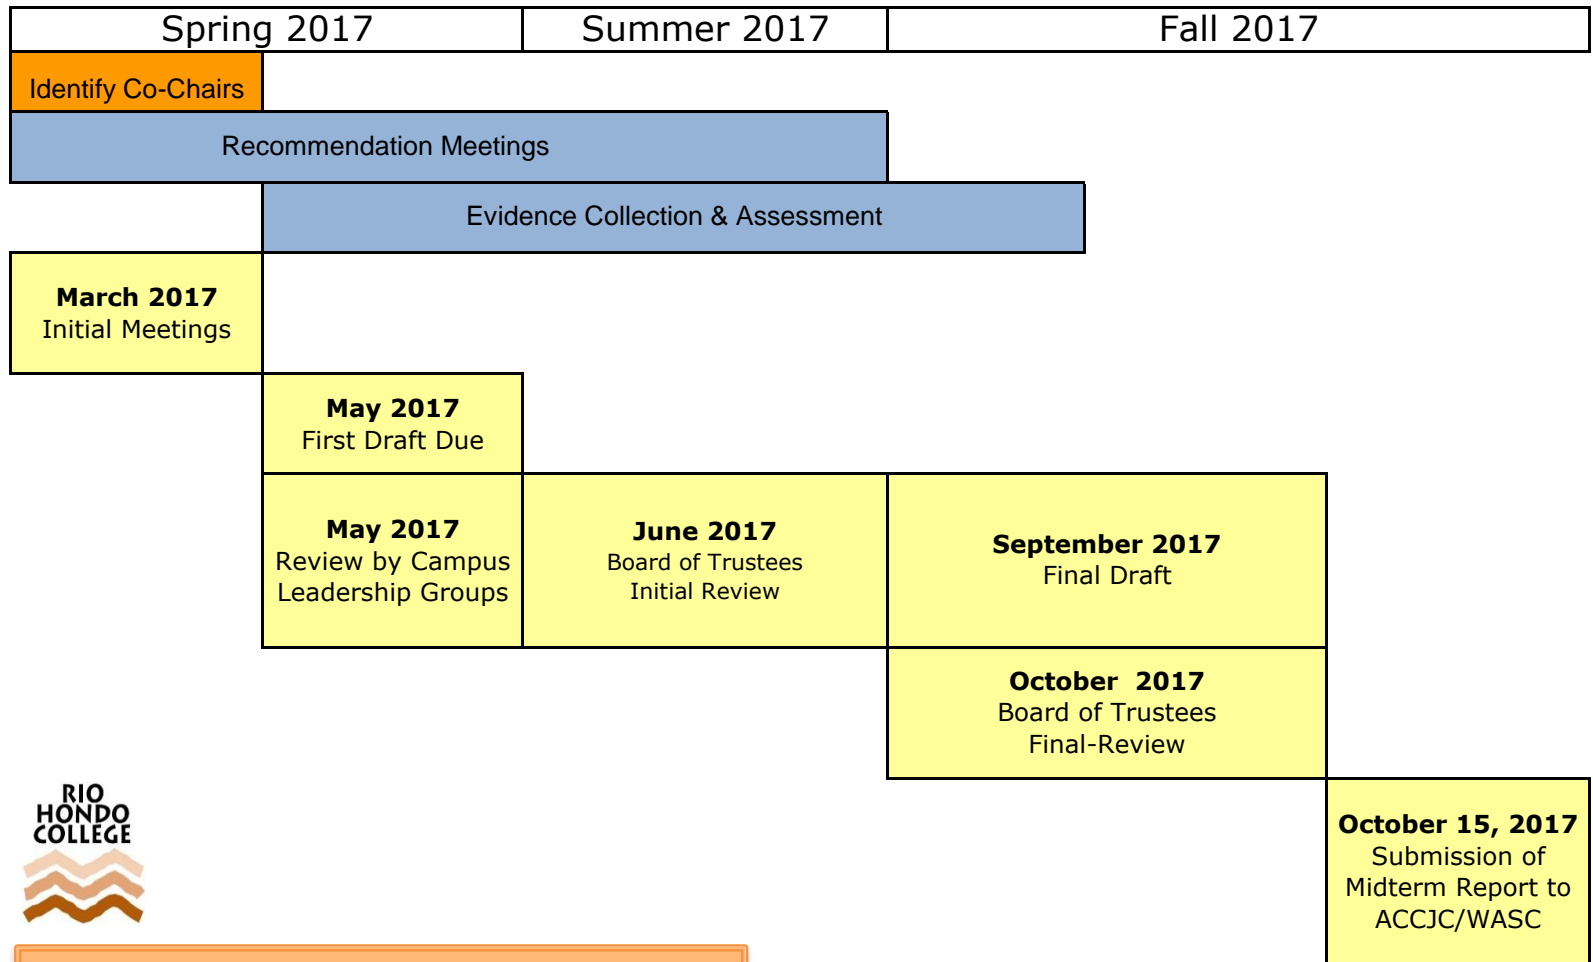 Spring 2017
Summer 2017
Fall 2017
Identify Co-Chairs
Recommendation Meetings
Evidence Collection & Assessment
March 2017
Initial Meetings
May 2017
First Draft Due
May 2017
Review by Campus
Leadership Groups
June 2017
Board of Trustees
Initial Review
September 2017
Final Draft
October  2017
Board of Trustees
Final-Review
RIO
HONDO
COLLEGE
October 15, 2017
Submission of
Midterm Report to
ACCJC/WASC